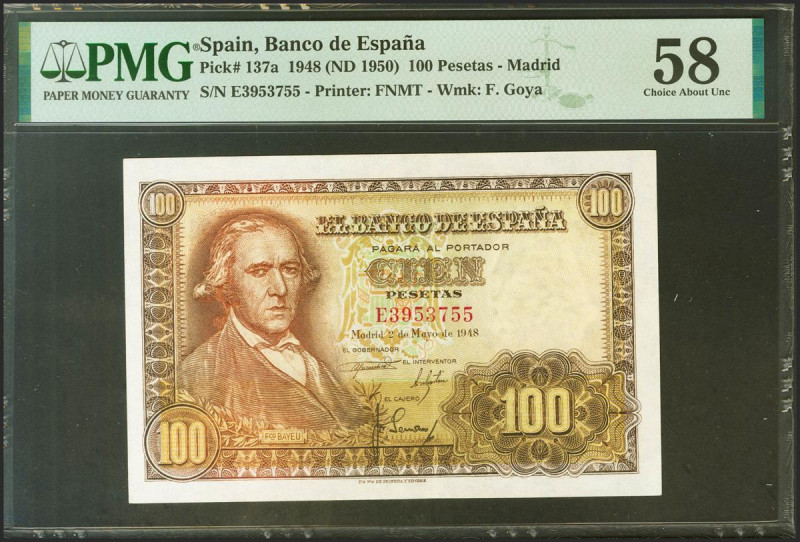 PMG® Spain, Banco de España
Pick# 137a 1948 (ND 1950) 100 Pesetas - Madrid
PAPER MONEY GUARANTY
S/N E3953755 - Printer: FNMT - Wmk: F. Goya
58
Choice About Unc
100
100
EL BANCO DE ESPAÑA
PAGARA AL PORTADOR
CIEN
PESETAS
E3953755
Madrid 2 de Mayo de 1948
EL GOBERNADOR
EL INTERVENTOR
EL CAJERO
100
FCO BAYEU
100